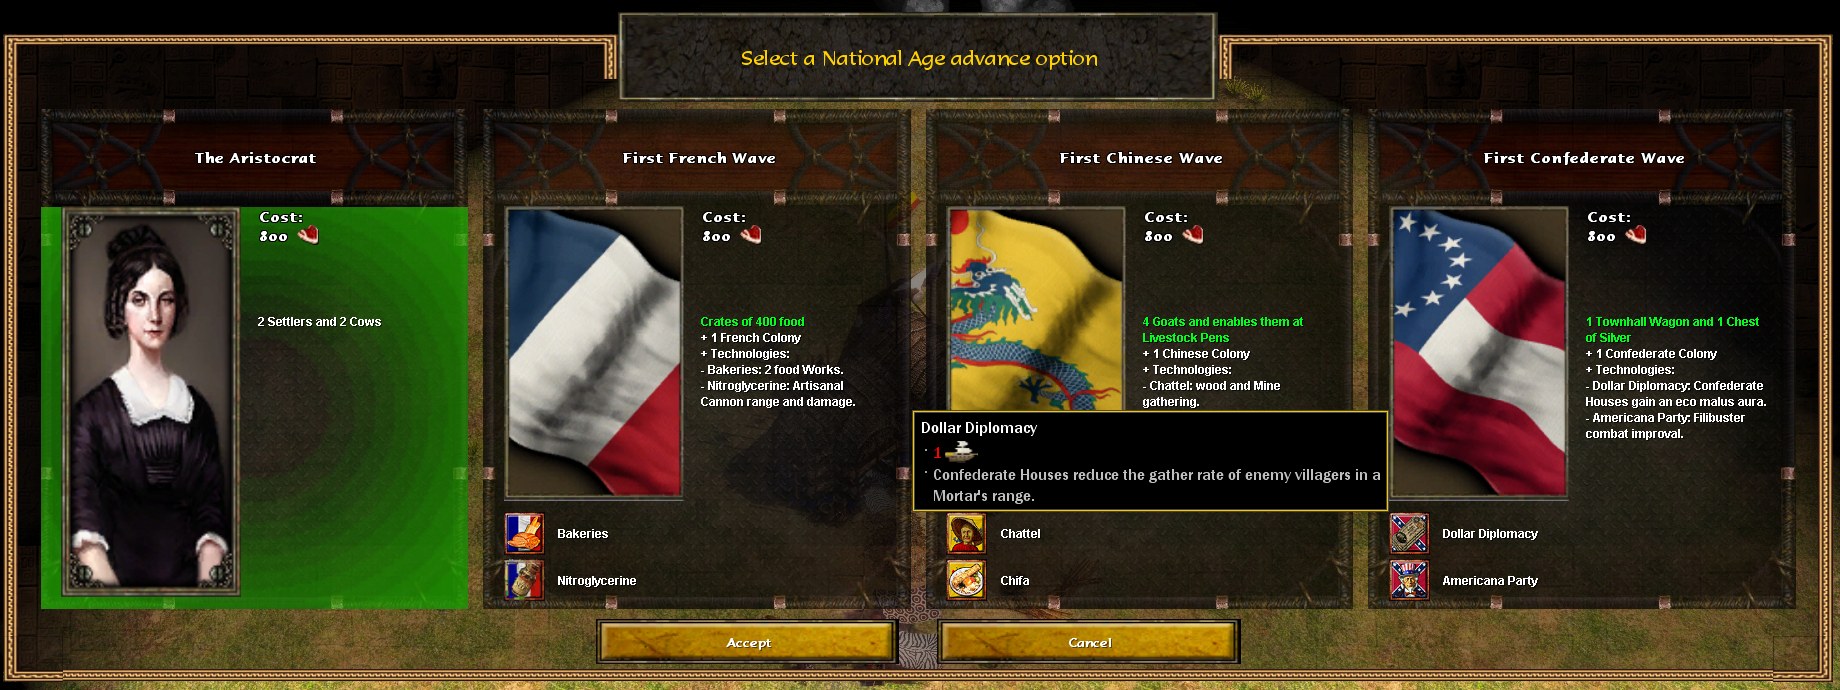 Select a National Age advance option
The Aristocrat
Cost:
800
2 Settlers and 2 Cows
First French Wave
Cost:
800
Crates of 400 food
+ 1 French Colony
+ Technologies:
- Bakeries: 2 food Works.
- Nitroglycerine: Artisanal
Cannon range and damage.
Bakeries
Nitroglycerine
First Chinese Wave
Cost:
800
4 Goats and enables them at
Livestock Pens
+ 1 Chinese Colony
+ Technologies:
- Chattel: wood and Mine
gathering.
Dollar Diplomacy
· 1
· Confederate Houses reduce the gather rate of enemy villagers in a
Mortar's range.
Chattel
Chifa
First Confederate Wave
Cost:
800
1 Townhall Wagon and 1 Chest
of Silver
+ 1 Confederate Colony
+ Technologies:
- Dollar Diplomacy: Confederate
Houses gain an eco malus aura.
- Americana Party: Filibuster
combat improval.
Dollar Diplomacy
Americana Party
Accept
Cancel